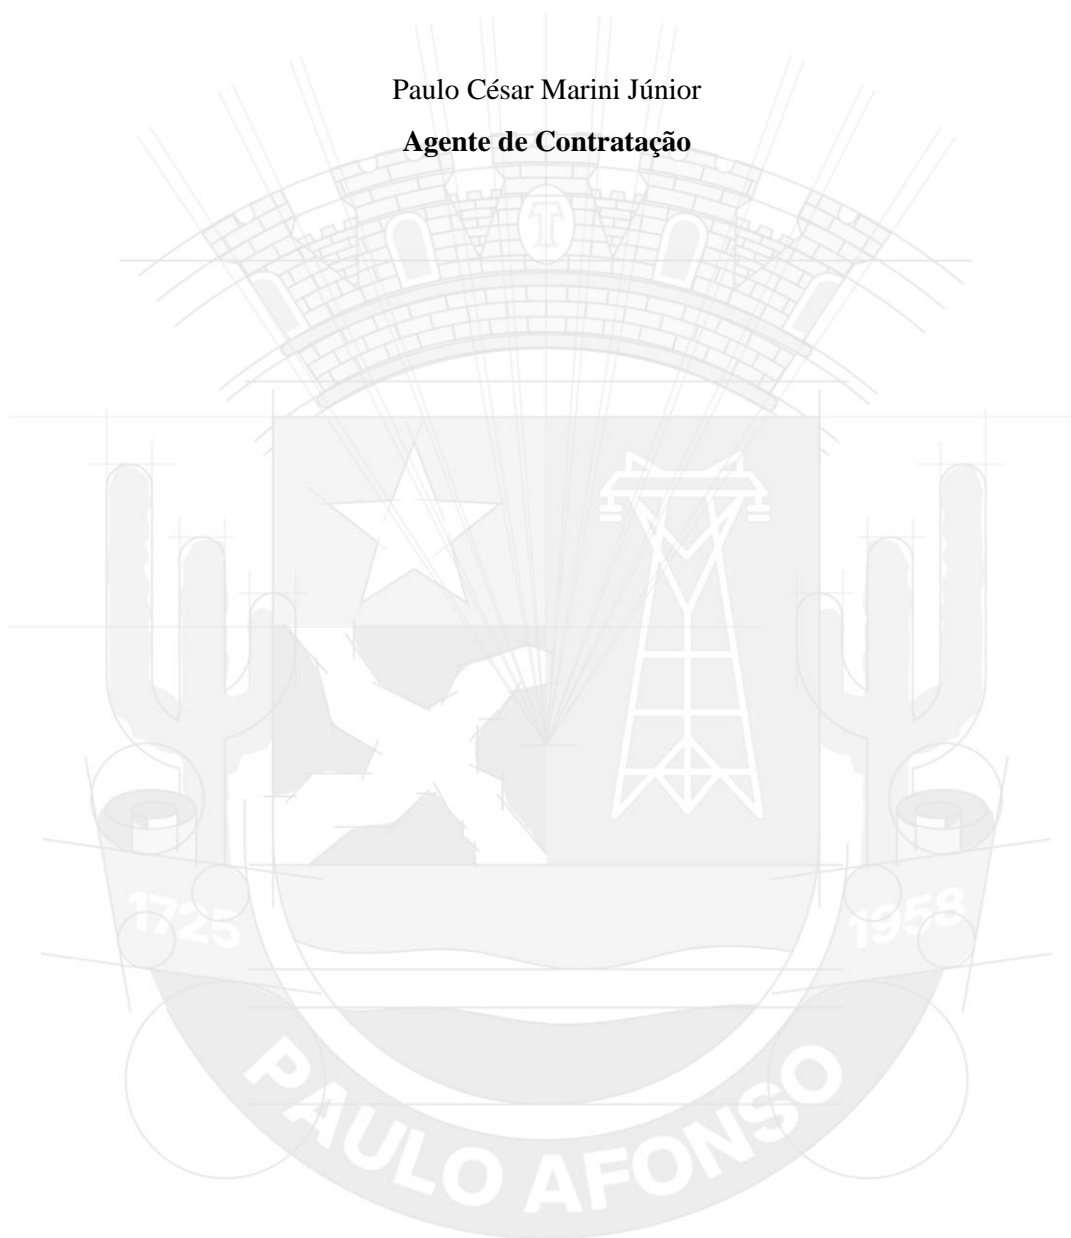 Paulo César Marini Júnior
Agente de Contratação
1725
1958
PAULO AFONSO